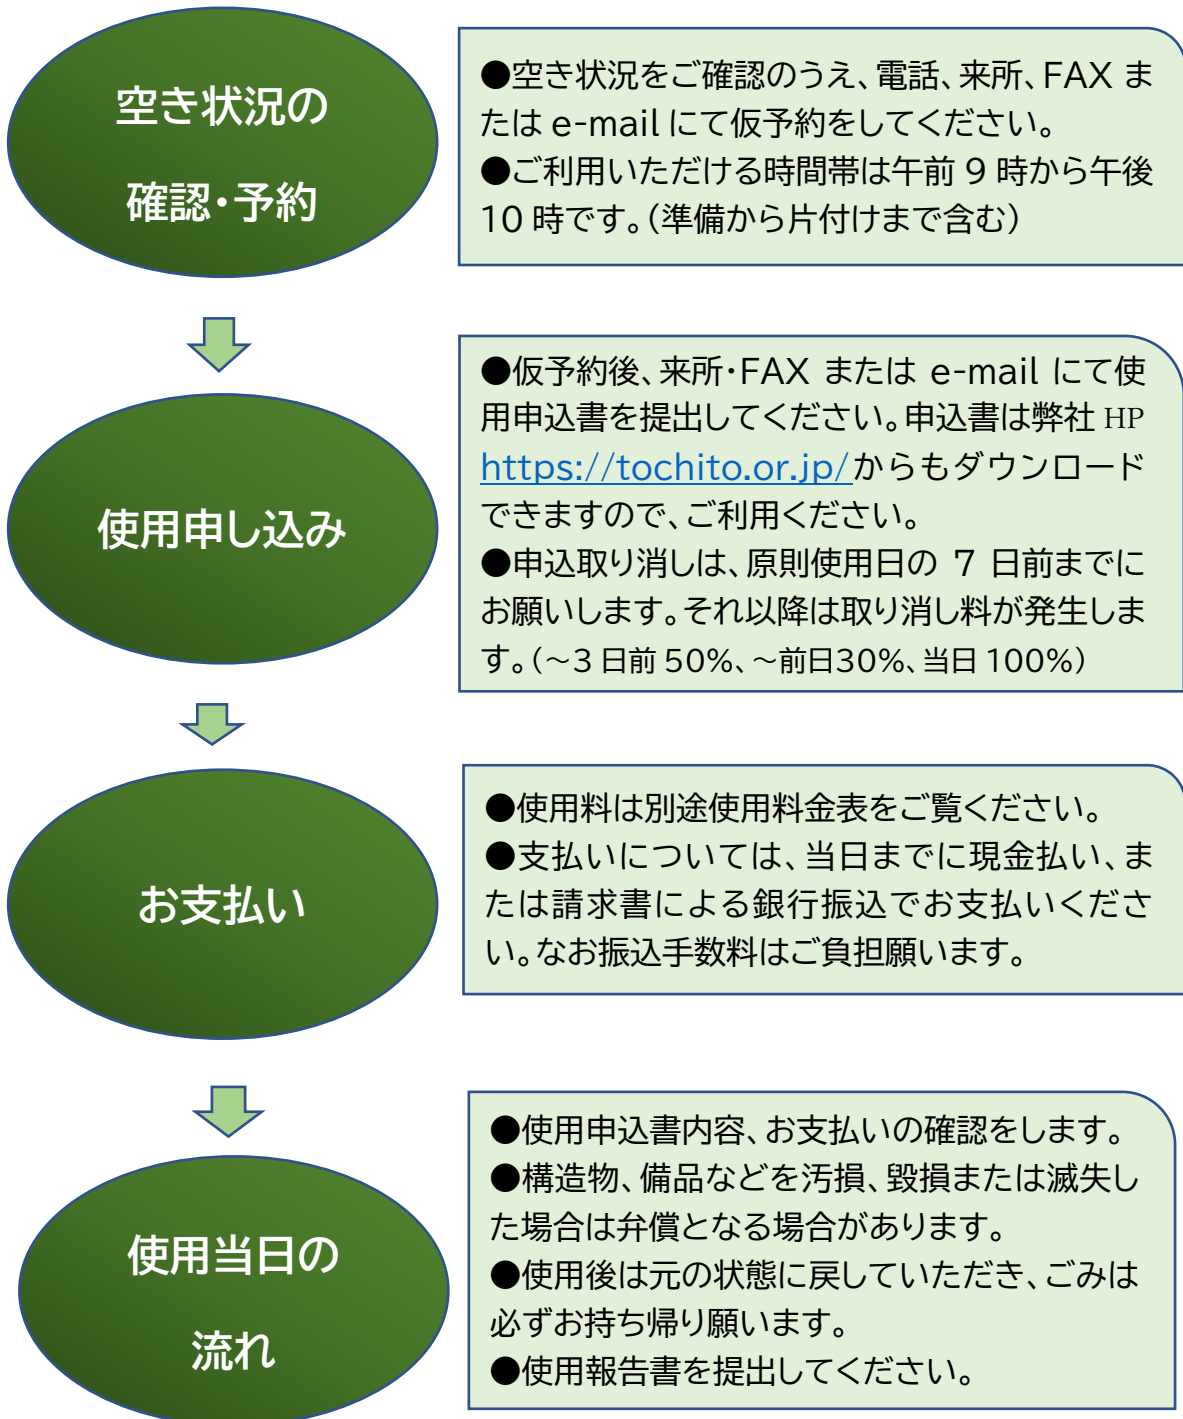 空き状況の
確認・予約
●空き状況をご確認のうえ、電話、来所、FAX ま
たは e-mail にて仮予約をしてください。
●ご利用いただける時間帯は午前 9 時から午後
10 時です。（準備から片付けまで含む）
使用申し込み
●仮予約後、来所・FAX または e-mail にて使
用申込書を提出してください。申込書は弊社 HP
https://tochito.or.jp/からもダウンロード
できますので、ご利用ください。
●申込取り消しは、原則使用日の 7 日前までに
お願いします。それ以降は取り消し料が発生しま
す。（～3 日前 50%、～前日30%、当日 100%）
お支払い
●使用料は別途使用料金表をご覧ください。
●支払いについては、当日までに現金払い、ま
たは請求書による銀行振込でお支払いくださ
い。なお振込手数料はご負担願います。
使用当日の
流れ
●使用申込書内容、お支払いの確認をします。
●構造物、備品などを汚損、毀損または滅失し
た場合は弁償となる場合があります。
●使用後は元の状態に戻していただき、ごみは
必ずお持ち帰り願います。
●使用報告書を提出してください。